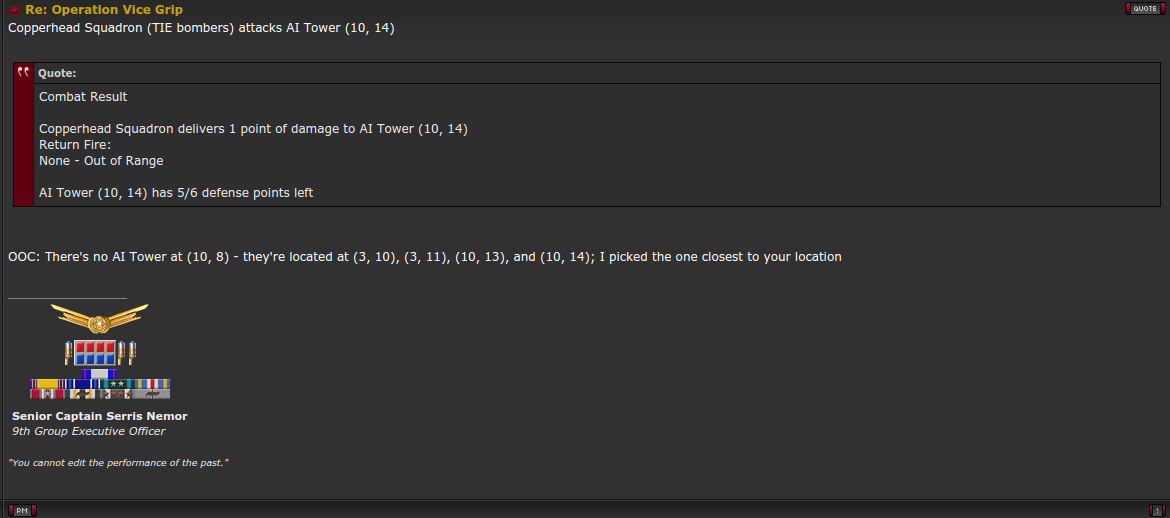 Re: Operation Vice Grip
QUOTE
Copperhead Squadron (TIE bombers) attacks AI Tower (10, 14)
Quote:
Combat Result
Copperhead Squadron delivers 1 point of damage to AI Tower (10, 14)
Return Fire:
None - Out of Range
AI Tower (10, 14) has 5/6 defense points left
OOC: There's no AI Tower at (10, 8) - they're located at (3, 10), (3, 11), (10, 13), and (10, 14); I picked the one closest to your location
Senior Captain Serris Nemor
9th Group Executive Officer
"You cannot edit the performance of the past."
PM
!